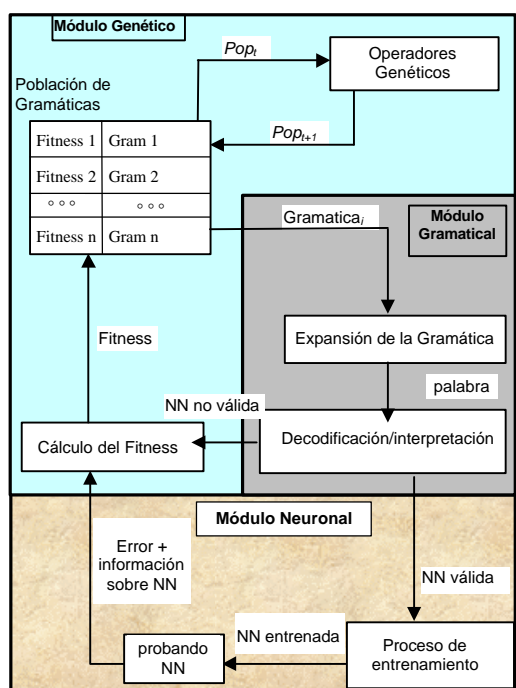 Módulo Genético
Pop_t
Operadores
Genéticos
Población de
Gramáticas
Pop_t+1
Fitness 1 Gram 1
Fitness 2 Gram 2
° ° ° ° ° °
Fitness n Gram n
Gramatica_i
Módulo
Gramatical
Expansión de la Gramática
Fitness
palabra
NN no válida
Cálculo del Fitness
Decodificación/interpretación
Módulo Neuronal
Error +
información
sobre NN
NN válida
NN entrenada
probando
NN
Proceso de
entrenamiento